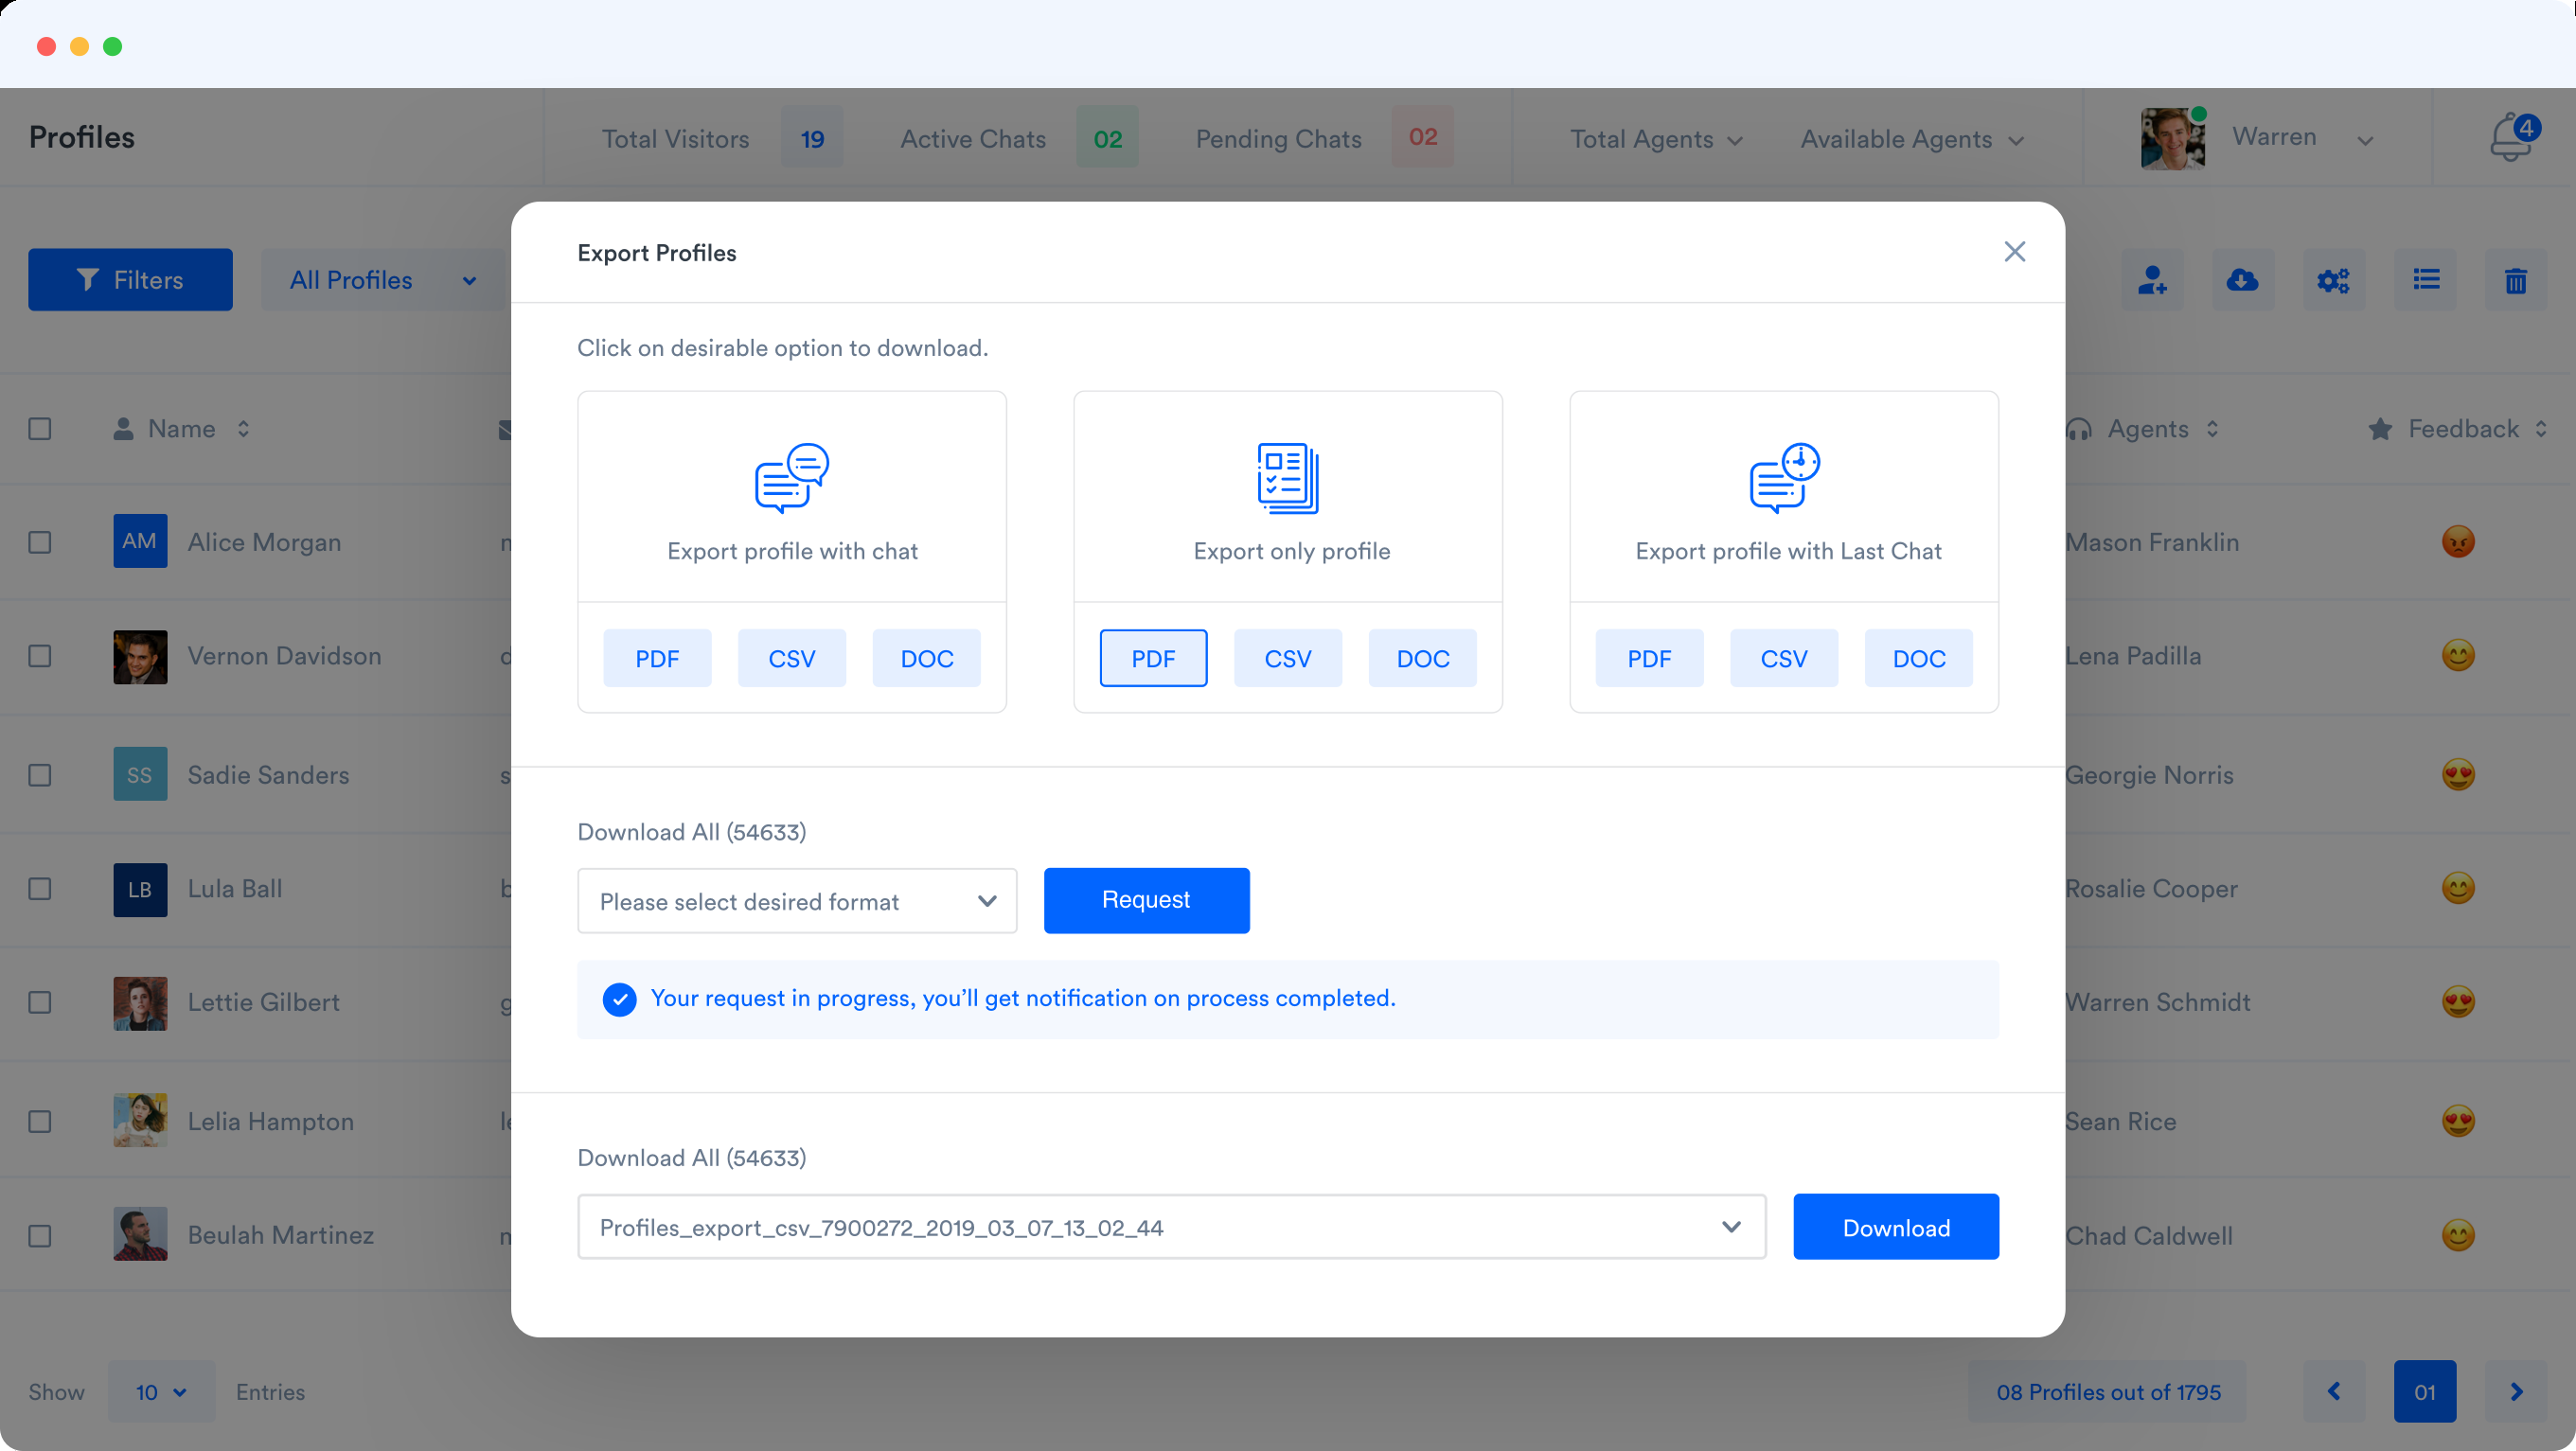 Profiles
Total Visitors 19 Active Chats 02 Pending Chats 02 Total Agents Available Agents Warren 4
Export Profiles
Filters All Profiles
Click on desirable option to download.
Name Agents Feedback
Export profile with chat Export only profile Export profile with Last Chat
AM Alice Morgan Mason Franklin
PDF CSV DOC PDF CSV DOC PDF CSV DOC
Vernon Davidson Lena Padilla
SS Sadie Sanders Georgie Norris
Download All (54633)
LB Lula Ball Rosalie Cooper
Please select desired format Request
Your request in progress, you’ll get notification on process completed.
Lettie Gilbert Warren Schmidt
Lelia Hampton Sean Rice
Download All (54633)
Profiles_export_csv_7900272_2019_03_07_13_02_44 Download
Beulah Martinez Chad Caldwell
Show 10 Entries 08 Profiles out of 1795 01